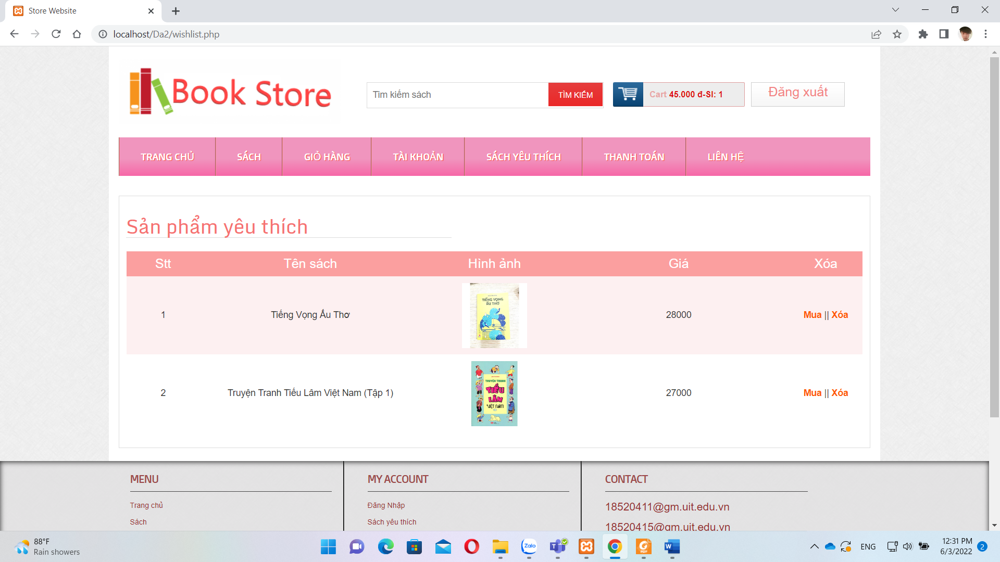 Store Website
localhost/Da2/wishlist.php
Book Store
Tìm kiếm sách
TÌM KIẾM
Cart 45.000 đ-Sl: 1
Đăng xuất
TRANG CHỦ
SÁCH
GIỎ HÀNG
TÀI KHOẢN
SÁCH YÊU THÍCH
THANH TOÁN
LIÊN HỆ
Sản phẩm yêu thích
Stt Tên sách Hình ảnh Giá Xóa
TIẾNG VỌNG
ẤU THƠ
1 Tiếng Vọng Ấu Thơ 28000 Mua || Xóa
TRUYỆN TRANH
TIẾU
LÂM
VIỆT NAM
2 Truyện Tranh Tiếu Lâm Việt Nam (Tập 1) 27000 Mua || Xóa
MENU
Trang chủ
Sách
MY ACCOUNT
Đăng Nhập
Sách yêu thích
CONTACT
18520411@gm.uit.edu.vn
18520415@gm.uit.edu.vn
88°F
Rain showers
Zalo
PDF
ENG
12:31 PM
6/3/2022
2